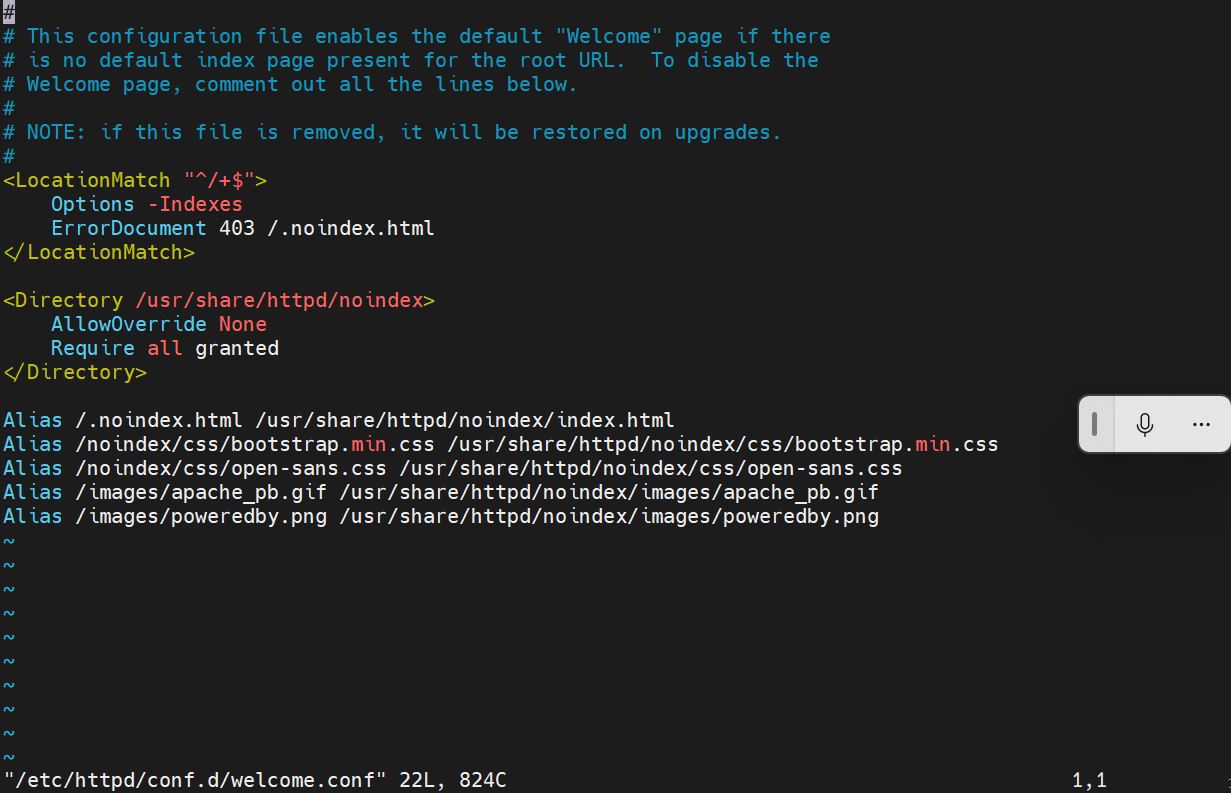 #
# This configuration file enables the default "Welcome" page if there
# is no default index page present for the root URL.  To disable the
# Welcome page, comment out all the lines below.
#
# NOTE: if this file is removed, it will be restored on upgrades.
#
<LocationMatch "^/+$">
    Options -Indexes
    ErrorDocument 403 /.noindex.html
</LocationMatch>

<Directory /usr/share/httpd/noindex>
    AllowOverride None
    Require all granted
</Directory>

Alias /.noindex.html /usr/share/httpd/noindex/index.html
Alias /noindex/css/bootstrap.min.css /usr/share/httpd/noindex/css/bootstrap.min.css
Alias /noindex/css/open-sans.css /usr/share/httpd/noindex/css/open-sans.css
Alias /images/apache_pb.gif /usr/share/httpd/noindex/images/apache_pb.gif
Alias /images/poweredby.png /usr/share/httpd/noindex/images/poweredby.png
~
~
~
~
~
~
~
~
~
~
"/etc/httpd/conf.d/welcome.conf" 22L, 824C 1,1